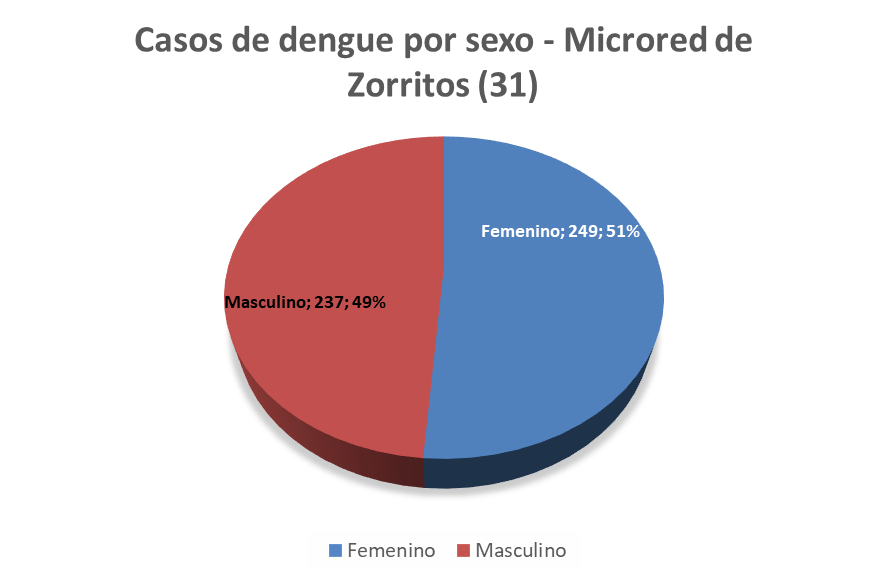 Casos de dengue por sexo - Microred de
Zorritos (31)
Femenino; 249; 51%
Masculino; 237; 49%
Femenino
Masculino